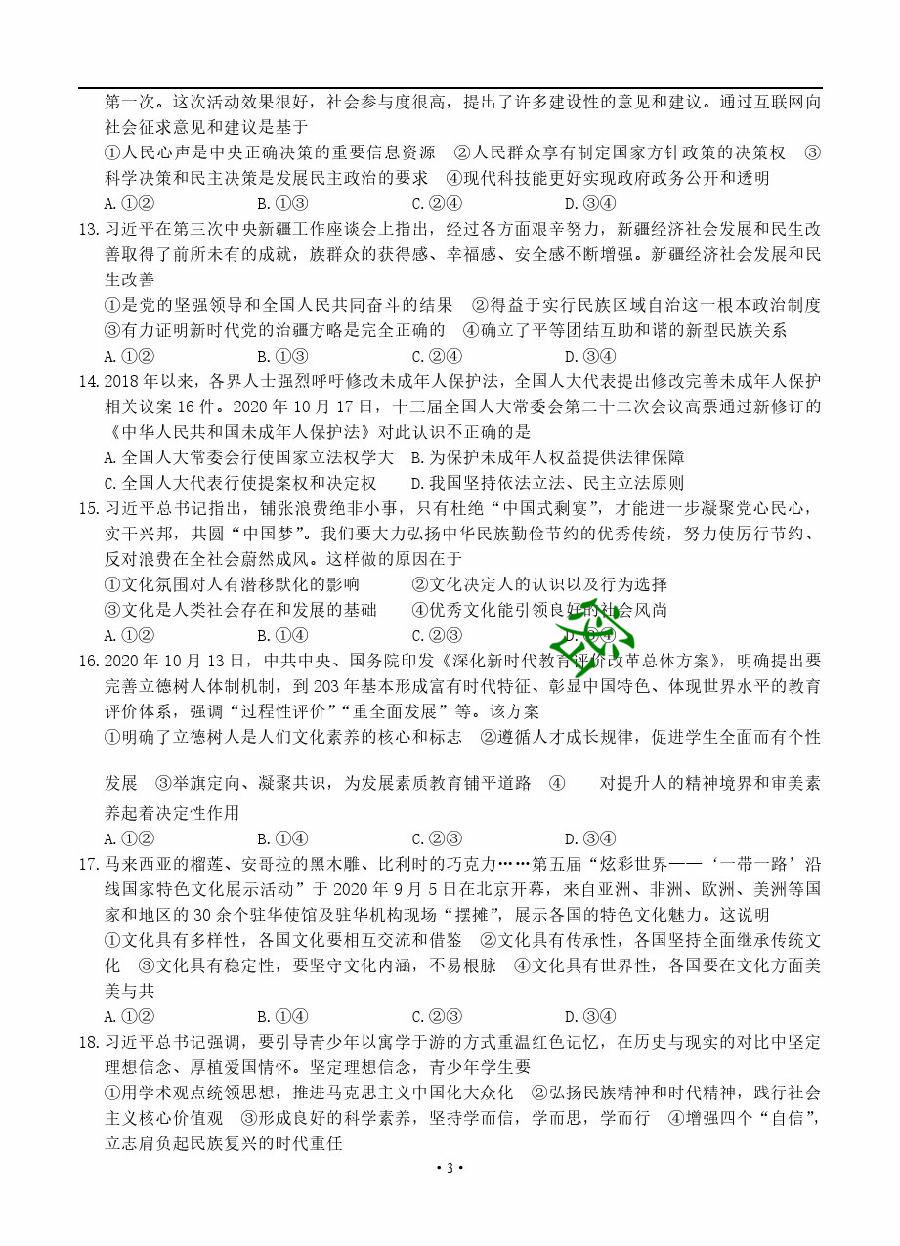 第一次。这次活动效果很好，社会参与度很高，提出了许多建设性的意见和建议。通过互联网向
社会征求意见和建议是基于
①人民心声是中央正确决策的重要信息资源　②人民群众享有制定国家方针政策的决策权　③
科学决策和民主决策是发展民主政治的要求　④现代科技能更好实现政府政务公开和透明
A.①②　B.①③　C.②④　D.③④
13.习近平在第三次中央新疆工作座谈会上指出，经过各方面艰辛努力，新疆经济社会发展和民生改
善取得了前所未有的成就，族群众的获得感、幸福感、安全感不断增强。新疆经济社会发展和民
生改善
①是党的坚强领导和全国人民共同奋斗的结果　②得益于实行民族区域自治这一根本政治制度
③有力证明新时代党的治疆方略是完全正确的　④确立了平等团结互助和谐的新型民族关系
A.①②　B.①③　C.②④　D.③④
14.2018年以来，各界人士强烈呼吁修改未成年人保护法，全国人大代表提出修改完善未成年人保护
相关议案16件。2020年10月17日，十三届全国人大常委会第二十二次会议高票通过新修订的
《中华人民共和国未成年人保护法》对此认识不正确的是
A.全国人大常委会行使国家立法权学大　B.为保护未成年人权益提供法律保障
C.全国人大代表行使提案权和决定权　D.我国坚持依法立法、民主立法原则
15.习近平总书记指出，铺张浪费绝非小事，只有杜绝“中国式剩宴”，才能进一步凝聚党心民心，
实干兴邦，共圆“中国梦”。我们要大力弘扬中华民族勤俭节约的优秀传统，努力使厉行节约、
反对浪费在全社会蔚然成风。这样做的原因在于
①文化氛围对人有潜移默化的影响　②文化决定人的认识以及行为选择
③文化是人类社会存在和发展的基础　④优秀文化能引领良好的社会风尚
A.①②　B.①④　C.②③　D.③④
16.2020年10月13日，中共中央、国务院印发《深化新时代教育评价改革总体方案》，明确提出要
完善立德树人体制机制，到203年基本形成富有时代特征、彰显中国特色、体现世界水平的教育
评价体系，强调“过程性评价”“重全面发展”等。该方案
①明确了立德树人是人们文化素养的核心和标志　②遵循人才成长规律，促进学生全面而有个性
发展　③举旗定向、凝聚共识，为发展素质教育铺平道路　④　对提升人的精神境界和审美素
养起着决定性作用
A.①②　B.①④　C.②③　D.③④
17.马来西亚的榴莲、安哥拉的黑木雕、比利时的巧克力……第五届“炫彩世界——‘一带一路’沿
线国家特色文化展示活动”于2020年9月5日在北京开幕，来自亚洲、非洲、欧洲、美洲等国
家和地区的30余个驻华使馆及驻华机构现场“摆摊”，展示各国的特色文化魅力。这说明
①文化具有多样性，各国文化要相互交流和借鉴　②文化具有传承性，各国坚持全面继承传统文
化　③文化具有稳定性，要坚守文化内涵，不易根脉　④文化具有世界性，各国要在文化方面美
美与共
A.①②　B.①④　C.②③　D.③④
18.习近平总书记强调，要引导青少年以寓学于游的方式重温红色记忆，在历史与现实的对比中坚定
理想信念、厚植爱国情怀。坚定理想信念，青少年学生要
①用学术观点统领思想，推进马克思主义中国化大众化　②弘扬民族精神和时代精神，践行社会
主义核心价值观　③形成良好的科学素养，坚持学而信，学而思，学而行　④增强四个“自信”，
立志肩负起民族复兴的时代重任
·3·